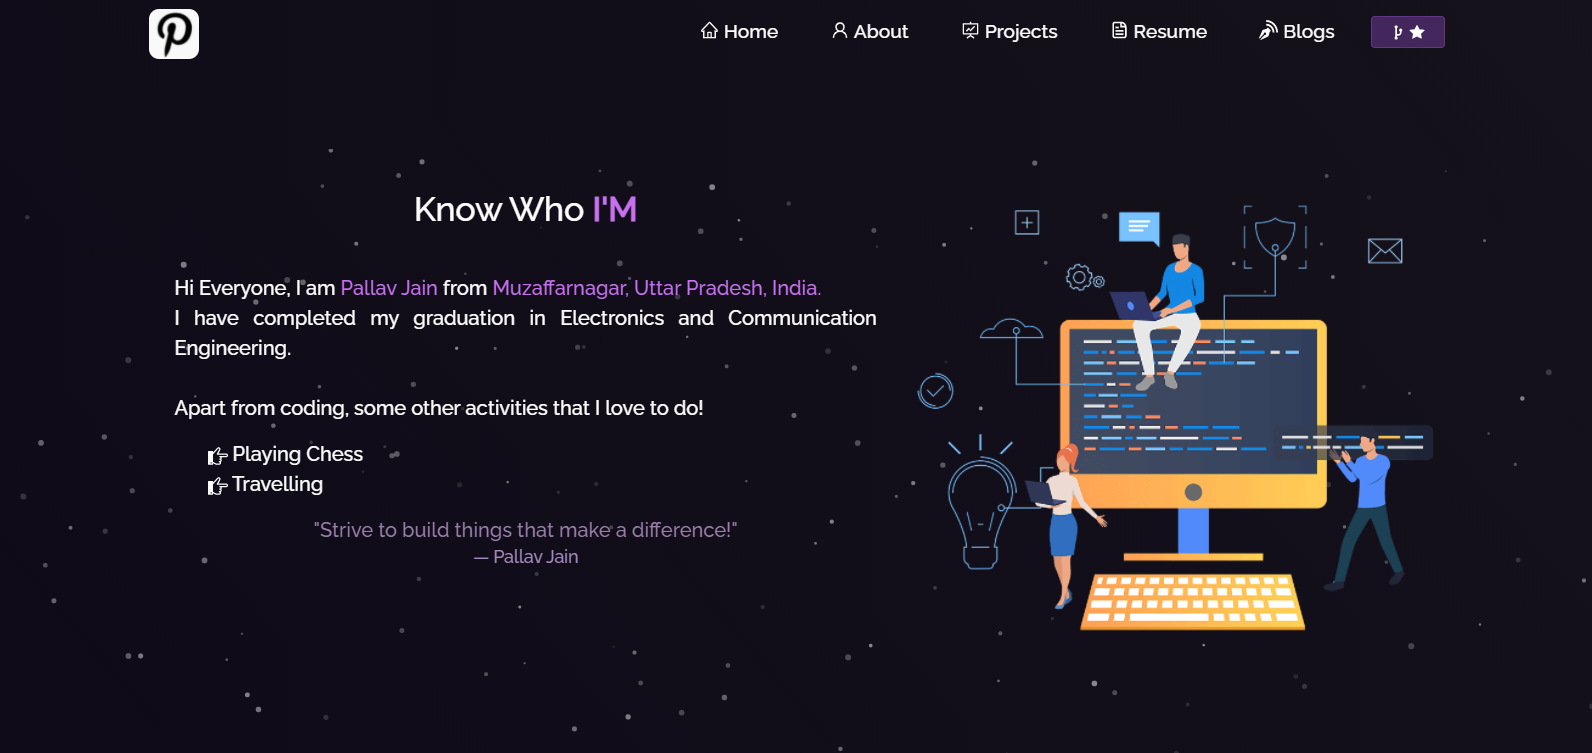 Home About Projects Resume Blogs
Know Who I'M
Hi Everyone, I am Pallav Jain from Muzaffarnagar, Uttar Pradesh, India.
I have completed my graduation in Electronics and Communication
Engineering.
Apart from coding, some other activities that I love to do!
Playing Chess
Travelling
"Strive to build things that make a difference!"
— Pallav Jain